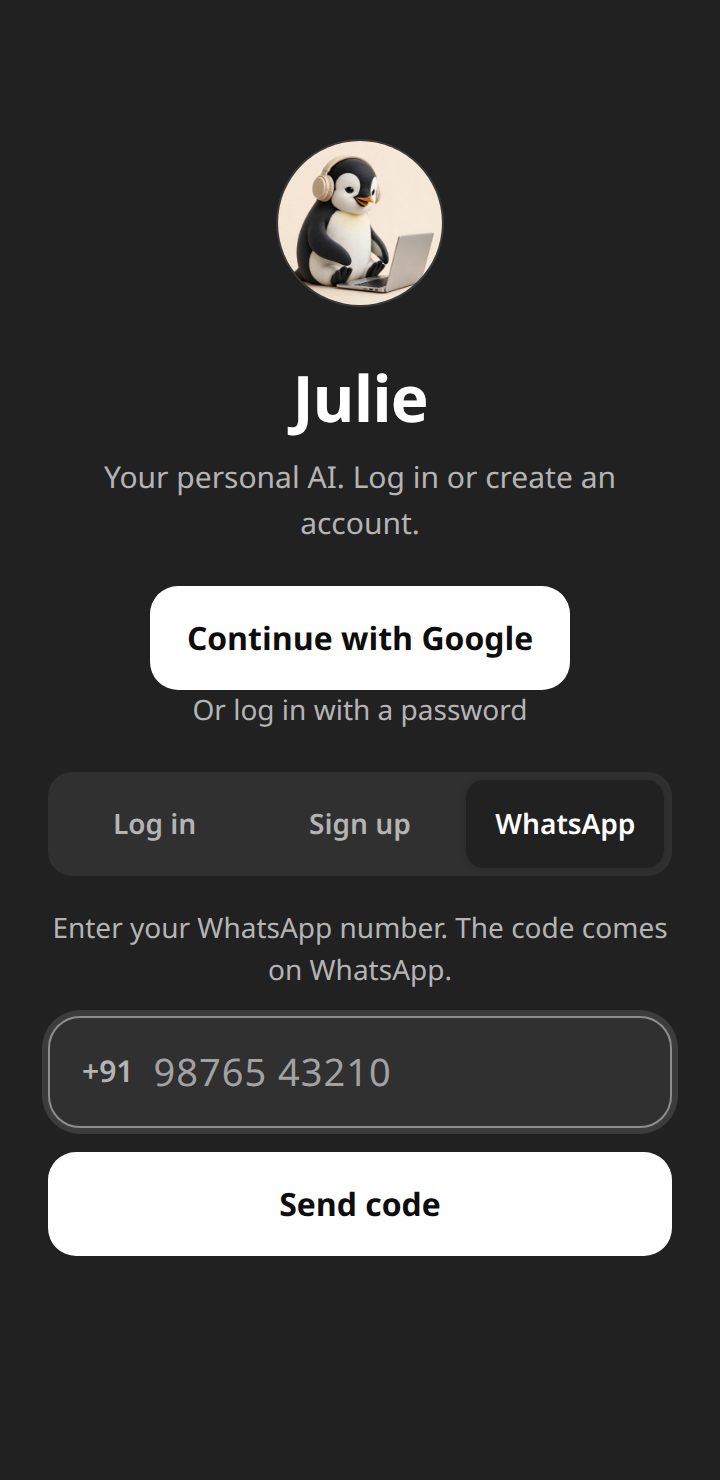 Julie
Your personal AI. Log in or create an
account.
Continue with Google
Or log in with a password
Log in
Sign up
WhatsApp
Enter your WhatsApp number. The code comes
on WhatsApp.
+91 98765 43210
Send code